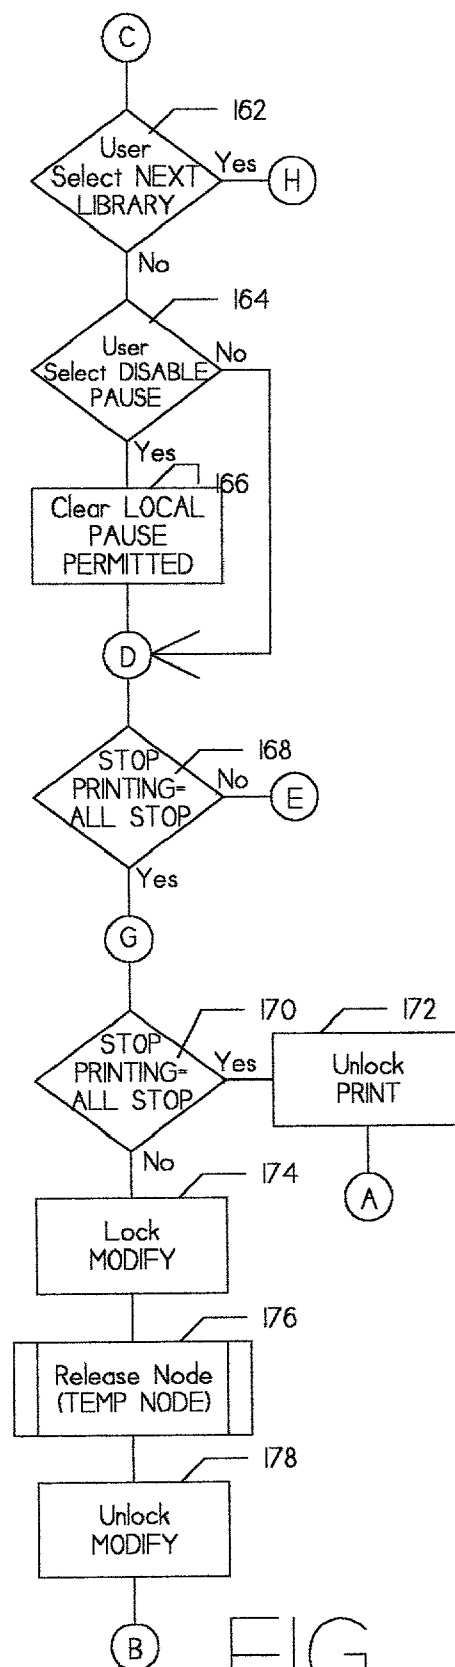 C
162
User
Select NEXT
LIBRARY
Yes
H
No
164
User
Select DISABLE
PAUSE
No
Yes
166
Clear LOCAL
PAUSE
PERMITTED
D
168
STOP
PRINTING=
ALL STOP
No
E
Yes
G
170
STOP
PRINTING=
ALL STOP
Yes
172
Unlock
PRINT
A
No
174
Lock
MODIFY
176
Release Node
(TEMP NODE)
178
Unlock
MODIFY
B
FIG